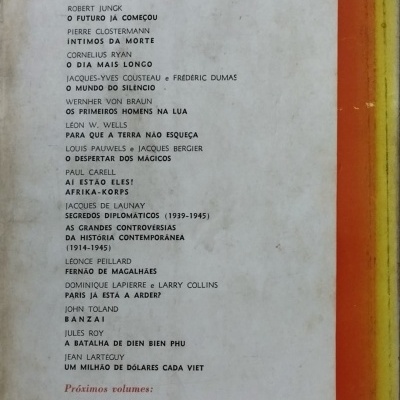 ROBERT JUNGK
O FUTURO JÁ COMEÇOU
PIERRE CLOSTERMANN
ÍNTIMOS DA MORTE
CORNELIUS RYAN
O DIA MAIS LONGO
JACQUES-YVES COUSTEAU e FRÉDÉRIC DUMAS
O MUNDO DO SILÊNCIO
WERNHER VON BRAUN
OS PRIMEIROS HOMENS NA LUA
LÉON W. WELLS
PARA QUE A TERRA NÃO ESQUEÇA
LOUIS PAUWELS e JACQUES BERGIER
O DESPERTAR DOS MÁGICOS
PAUL CARELL
AÍ ESTÃO ELES!
AFRIKA-KORPS
JACQUES DE LAUNAY
SEGREDOS DIPLOMÁTICOS (1939-1945)
AS GRANDES CONTROVÉRSIAS
DA HISTÓRIA CONTEMPORÂNEA
(1914-1945)
LÉONCE PEILLARD
FERNÃO DE MAGALHÃES
DOMINIQUE LAPIERRE e LARRY COLLINS
PARIS JÁ ESTÁ A ARDER?
JOHN TOLAND
BANZAI
JULES ROY
A BATALHA DE DIEN BIEN PHU
JEAN LARTEGUY
UM MILHÃO DE DÓLARES CADA VIET
Próximos volumes: